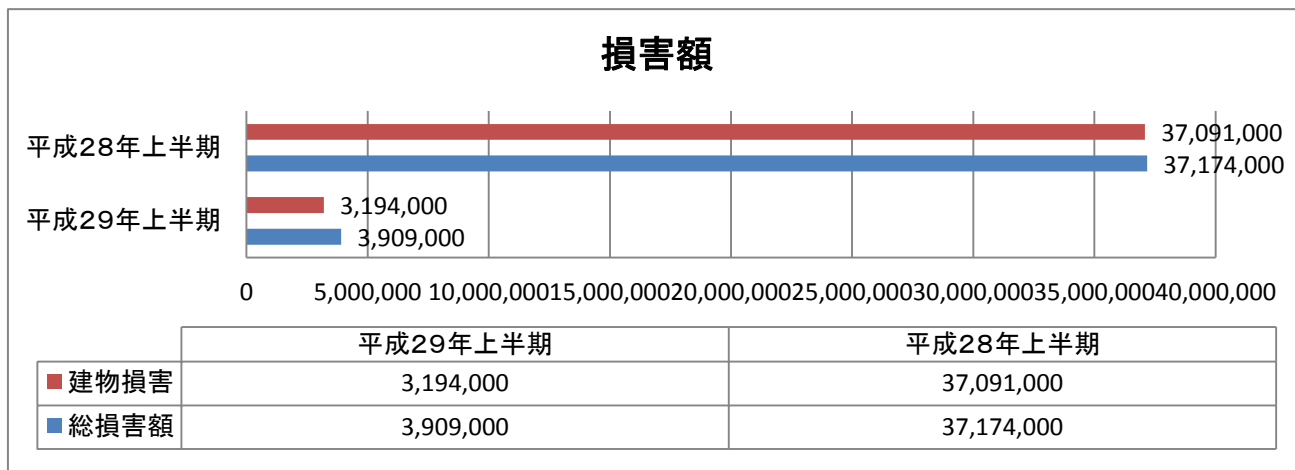 損害額
平成28年上半期
37,091,000
37,174,000
平成29年上半期
3,194,000
3,909,000
0 5,000,000 10,000,000 15,000,000 20,000,000 25,000,000 30,000,000 35,000,000 40,000,000
平成29年上半期 平成28年上半期
建物損害 3,194,000 37,091,000
総損害額 3,909,000 37,174,000